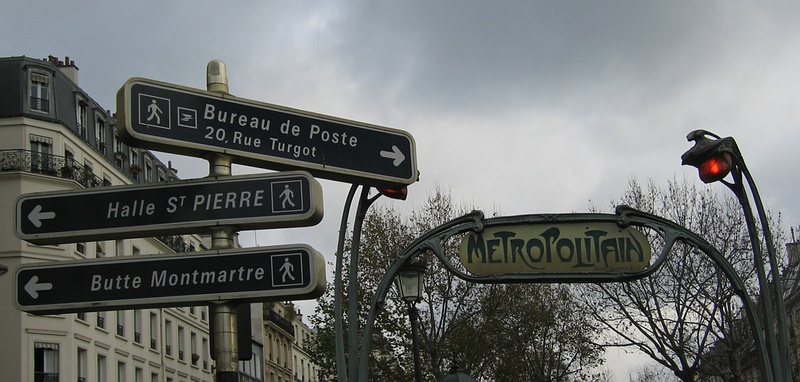 Bureau de Poste
20, Rue Turgot
Halle ST PIERRE
Butte Montmartre
METROPOLITAIN